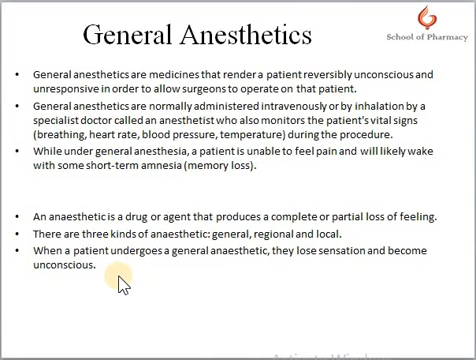 General Anesthetics
School of Pharmacy
• General anesthetics are medicines that render a patient reversibly unconscious and
unresponsive in order to allow surgeons to operate on that patient.
• General anesthetics are normally administered intravenously or by inhalation by a
specialist doctor called an anesthetist who also monitors the patient's vital signs
(breathing, heart rate, blood pressure, temperature) during the procedure.
• While under general anesthesia, a patient is unable to feel pain and will likely wake
with some short-term amnesia (memory loss).
• An anaesthetic is a drug or agent that produces a complete or partial loss of feeling.
• There are three kinds of anaesthetic: general, regional and local.
• When a patient undergoes a general anaesthetic, they lose sensation and become
unconscious.